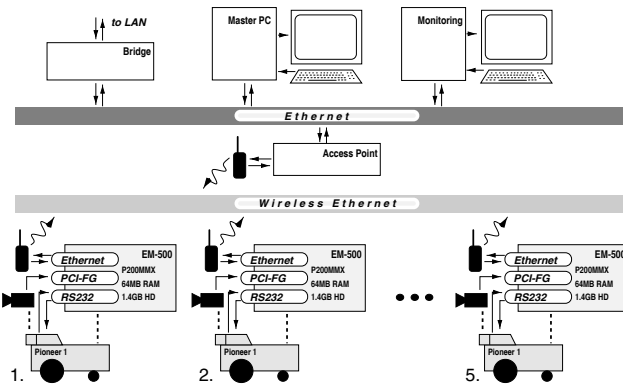 to LAN
Bridge
Master PC
Monitoring
Ethernet
Access Point
Wireless Ethernet
EM-500
Ethernet
P200MMX
PCI-FG
64MB RAM
RS232
1.4GB HD
Pioneer 1
1.
EM-500
Ethernet
P200MMX
PCI-FG
64MB RAM
RS232
1.4GB HD
Pioneer 1
2.
EM-500
Ethernet
P200MMX
PCI-FG
64MB RAM
RS232
1.4GB HD
Pioneer 1
5.